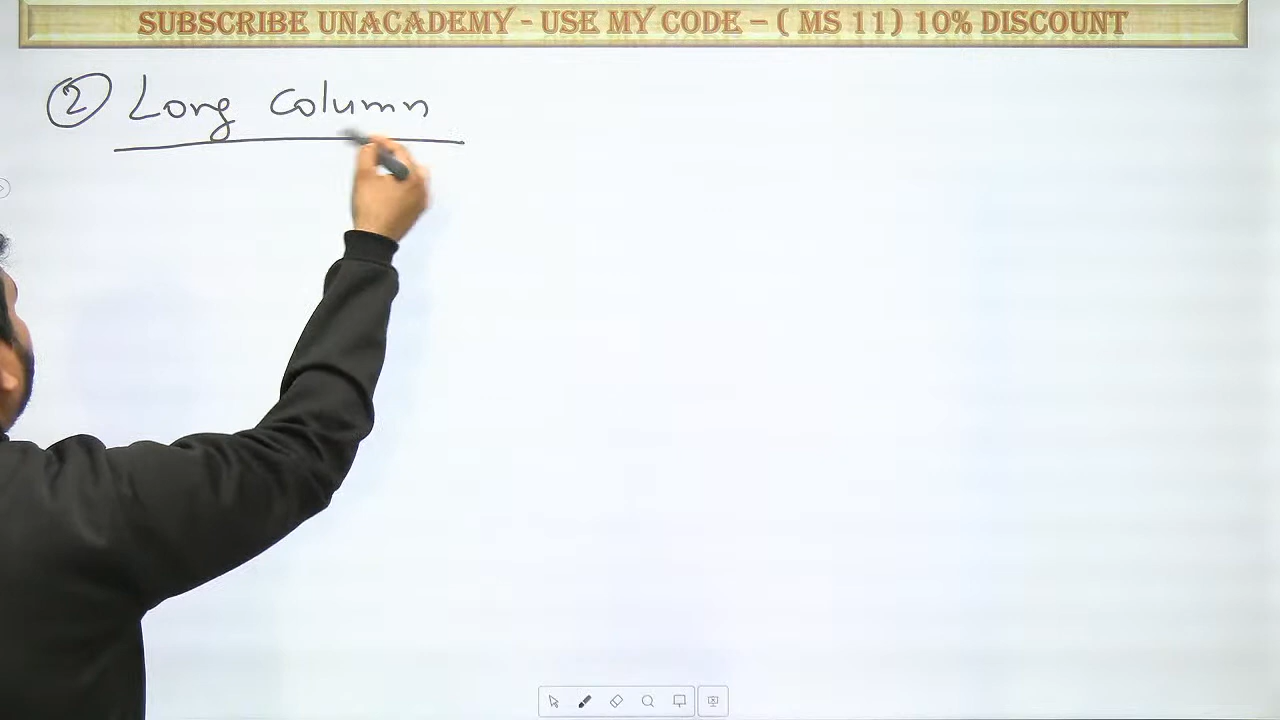 SUBSCRIBE UNACADEMY - USE MY CODE – ( MS 11) 10% DISCOUNT
② Long Column